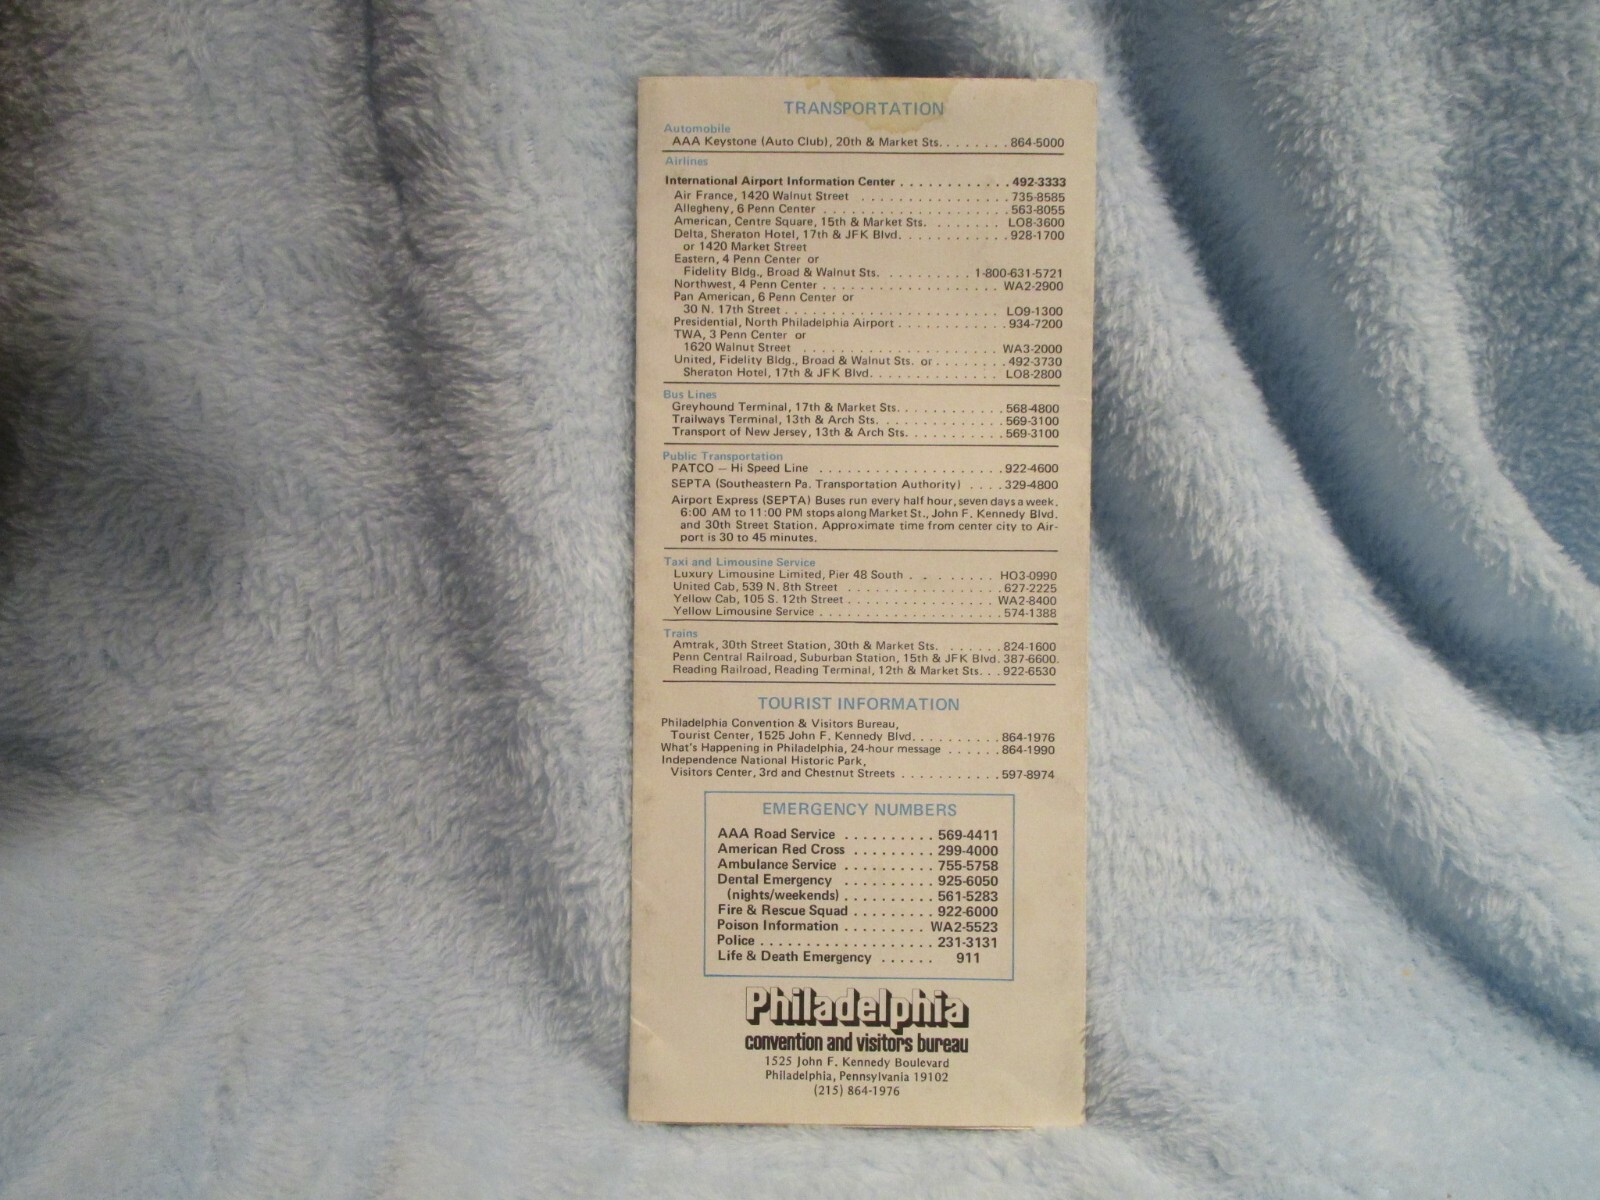 TRANSPORTATION
Automobile
AAA Keystone (Auto Club), 20th & Market Sts. . . . . . . . 864-5000
Airlines
International Airport Information Center . . . . . . . . . . . . 492-3333
Air France, 1420 Walnut Street . . . . . . . . . . . . . . . . 735-8585
Allegheny, 6 Penn Center . . . . . . . . . . . . . . . . . . . 563-8055
American, Centre Square, 15th & Market Sts. . . . . . . . . LO8-3600
Delta, Sheraton Hotel, 17th & JFK Blvd. . . . . . . . . . . 928-1700
or 1420 Market Street
Eastern, 4 Penn Center or
Fidelity Bldg., Broad & Walnut Sts. . . . . . . . . . 1-800-631-5721
Northwest, 4 Penn Center . . . . . . . . . . . . . . . . . . WA2-2900
Pan American, 6 Penn Center or
30 N. 17th Street . . . . . . . . . . . . . . . . . . . . . . LO9-1300
Presidential, North Philadelphia Airport . . . . . . . . . . . 934-7200
TWA, 3 Penn Center or
1620 Walnut Street . . . . . . . . . . . . . . . . . . . . WA3-2000
United, Fidelity Bldg., Broad & Walnut Sts. or . . . . . . . . 492-3730
Sheraton Hotel, 17th & JFK Blvd. . . . . . . . . . . . . . LO8-2800
Bus Lines
Greyhound Terminal, 17th & Market Sts. . . . . . . . . . . 568-4800
Trailways Terminal, 13th & Arch Sts. . . . . . . . . . . . . 569-3100
Transport of New Jersey, 13th & Arch Sts. . . . . . . . . . 569-3100
Public Transportation
PATCO — Hi Speed Line . . . . . . . . . . . . . . . . . . . 922-4600
SEPTA (Southeastern Pa. Transportation Authority) . . . . 329-4800
Airport Express (SEPTA) Buses run every half hour, seven days a week.
6:00 AM to 11:00 PM stops along Market St., John F. Kennedy Blvd.
and 30th Street Station. Approximate time from center city to Air-
port is 30 to 45 minutes.
Taxi and Limousine Service
Luxury Limousine Limited, Pier 48 South . . . . . . . . HO3-0990
United Cab, 539 N. 8th Street . . . . . . . . . . . . . . . . . 627-2225
Yellow Cab, 105 S. 12th Street . . . . . . . . . . . . . . . WA2-8400
Yellow Limousine Service . . . . . . . . . . . . . . . . . . . 574-1388
Trains
Amtrak, 30th Street Station, 30th & Market Sts. . . . . . . 824-1600
Penn Central Railroad, Suburban Station, 15th & JFK Blvd. 387-6600.
Reading Railroad, Reading Terminal, 12th & Market Sts. . . 922-6530
TOURIST INFORMATION
Philadelphia Convention & Visitors Bureau,
Tourist Center, 1525 John F. Kennedy Blvd. . . . . . . . . 864-1976
What's Happening in Philadelphia, 24-hour message . . . . . . 864-1990
Independence National Historic Park,
Visitors Center, 3rd and Chestnut Streets . . . . . . . . . . . 597-8974
EMERGENCY NUMBERS
AAA Road Service . . . . . . . . . . 569-4411
American Red Cross . . . . . . . . . 299-4000
Ambulance Service . . . . . . . . . . 755-5758
Dental Emergency . . . . . . . . . . 925-6050
(nights/weekends) . . . . . . . . . . 561-5283
Fire & Rescue Squad . . . . . . . . . 922-6000
Poison Information . . . . . . . . . WA2-5523
Police . . . . . . . . . . . . . . . . . . . 231-3131
Life & Death Emergency . . . . . . 911
Philadelphia
convention and visitors bureau
1525 John F. Kennedy Boulevard
Philadelphia, Pennsylvania 19102
(215) 864-1976